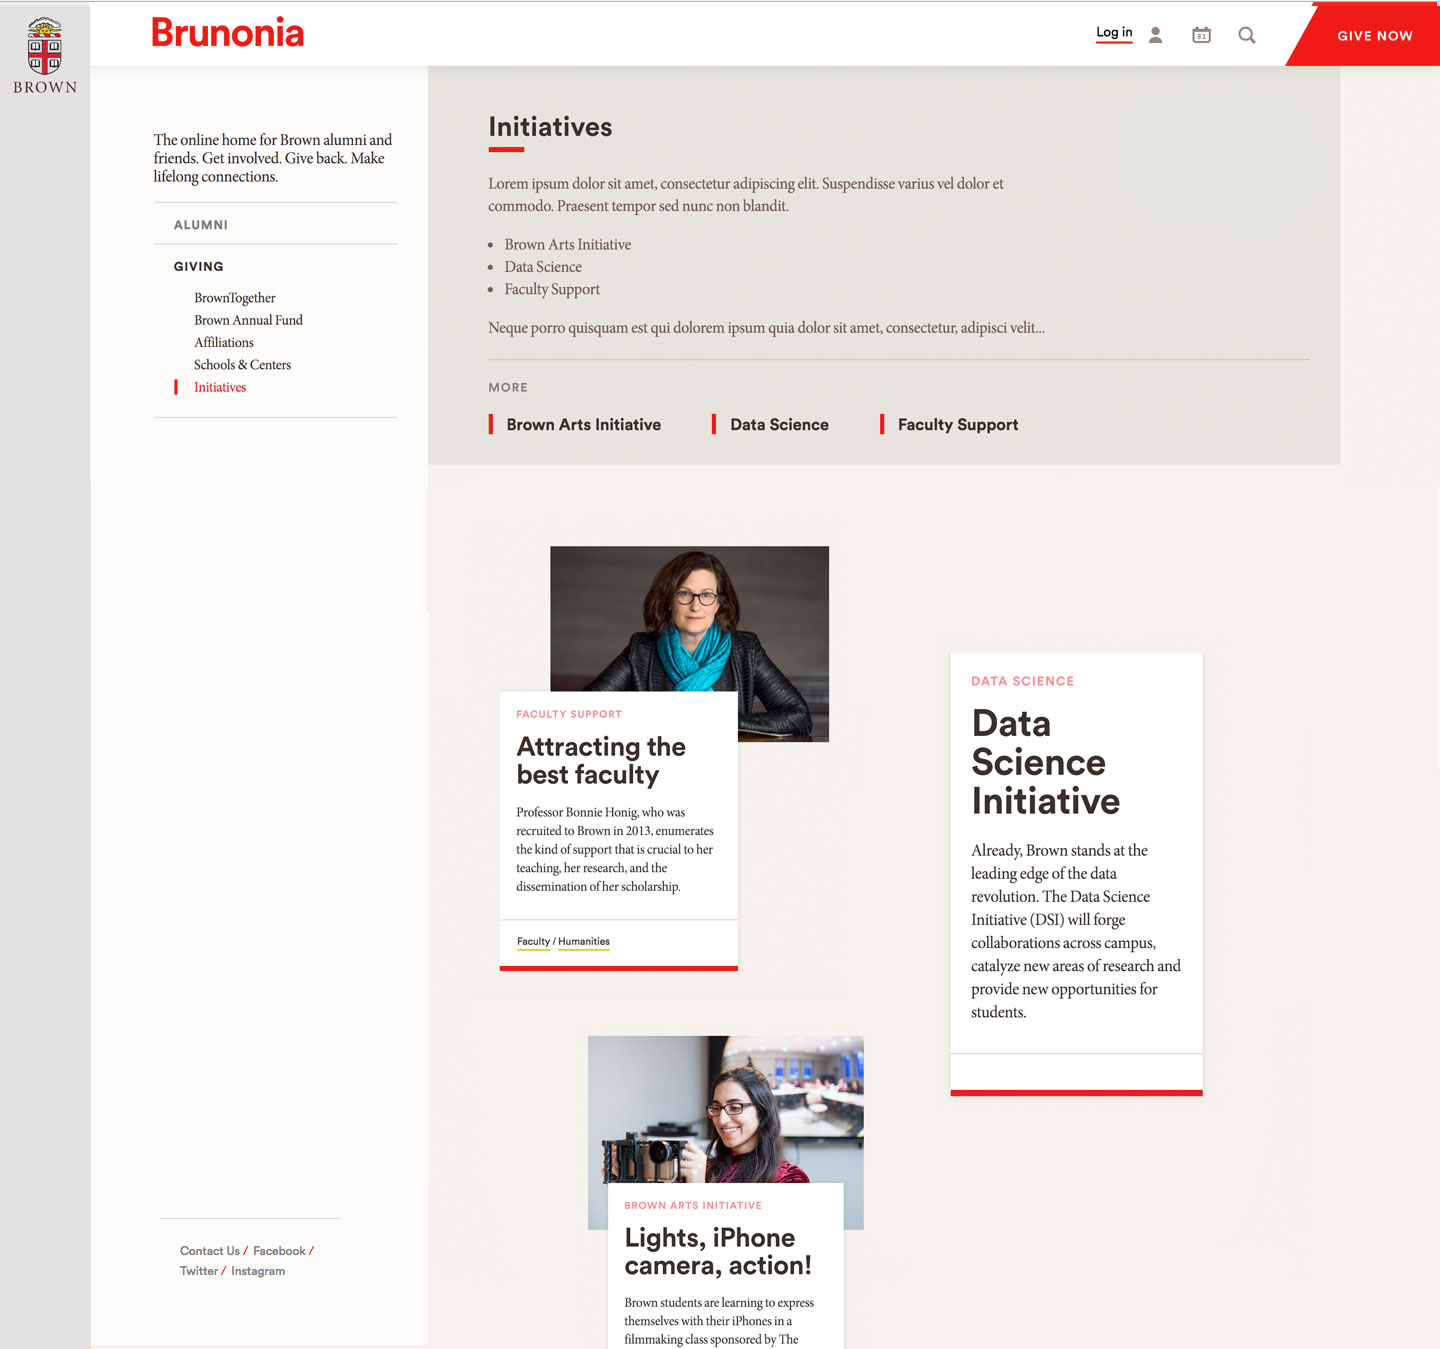 BROWN
Brunonia
Log in
31
GIVE NOW
The online home for Brown alumni and
friends. Get involved. Give back. Make
lifelong connections.
ALUMNI
GIVING
BrownTogether
Brown Annual Fund
Affiliations
Schools & Centers
Initiatives
Contact Us / Facebook /
Twitter / Instagram
Initiatives
Lorem ipsum dolor sit amet, consectetur adipiscing elit. Suspendisse varius vel dolor et
commodo. Praesent tempor sed nunc non blandit.
• Brown Arts Initiative
• Data Science
• Faculty Support
Neque porro quisquam est qui dolorem ipsum quia dolor sit amet, consectetur, adipisci velit...
MORE
Brown Arts Initiative
Data Science
Faculty Support
FACULTY SUPPORT
Attracting the
best faculty
Professor Bonnie Honig, who was
recruited to Brown in 2013, enumerates
the kind of support that is crucial to her
teaching, her research, and the
dissemination of her scholarship.
Faculty / Humanities
DATA SCIENCE
Data
Science
Initiative
Already, Brown stands at the
leading edge of the data
revolution. The Data Science
Initiative (DSI) will forge
collaborations across campus,
catalyze new areas of research and
provide new opportunities for
students.
BROWN ARTS INITIATIVE
Lights, iPhone
camera, action!
Brown students are learning to express
themselves with their iPhones in a
filmmaking class sponsored by The